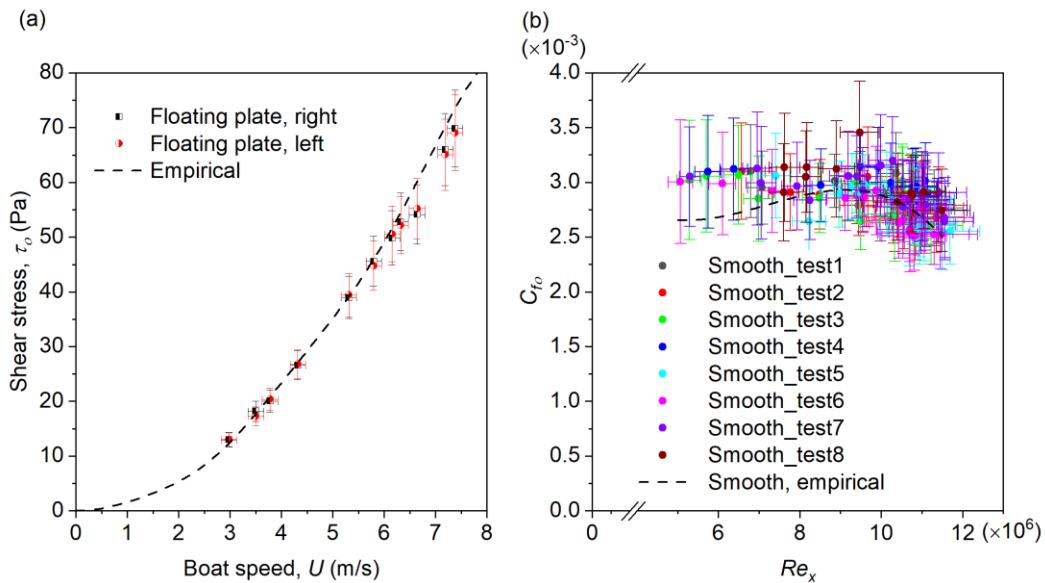 (a)
Shear stress, τₒ (Pa)
80
70
60
50
40
30
20
10
0
Floating plate, right
Floating plate, left
Empirical
0 1 2 3 4 5 6 7 8
Boat speed, U (m/s)
(b)
(×10⁻³)
C_fo
4.0
3.5
3.0
2.5
2.0
1.5
1.0
0.5
0.0
Smooth_test1
Smooth_test2
Smooth_test3
Smooth_test4
Smooth_test5
Smooth_test6
Smooth_test7
Smooth_test8
Smooth, empirical
0 6 8 10 12 (×10⁶)
Reₓ